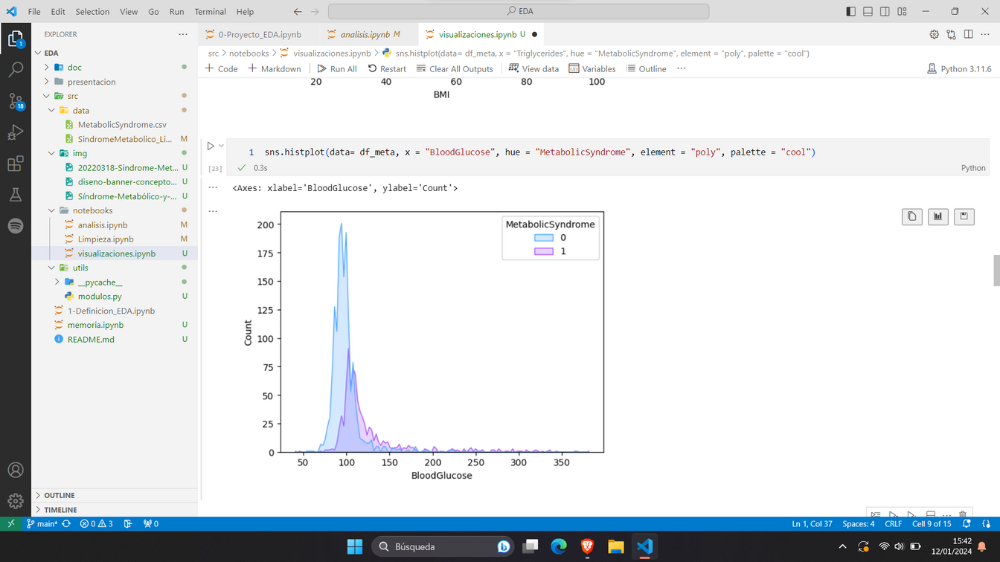 File Edit Selection View Go Run Terminal Help
EDA
1
EXPLORER
0-Proyecto_EDA.ipynb
analisis.ipynb M
visualizaciones.ipynb U
EDA
src > notebooks > visualizaciones.ipynb > sns.histplot(data= df_meta, x = "Triglycerides", hue = "MetabolicSyndrome", element = "poly", palette = "cool")
doc
Code Markdown Run All Restart Clear All Outputs View data Variables Outline ... Python 3.11.6
presentacion
20 40 60 80 100
BMI
src
18
data
MetabolicSyndrome.csv
SindromeMetabolico_Li... M
img
20220318-Sindrome-Met... U
diseno-banner-concepto... U
Síndrome-Metabólico-y-... U
notebooks
analisis.ipynb M
Limpieza.ipynb M
visualizaciones.ipynb U
utils
__pycache__
modulos.py U
1-Definicion_EDA.ipynb
memoria.ipynb U
README.md U
OUTLINE
TIMELINE
1 sns.histplot(data= df_meta, x = "BloodGlucose", hue = "MetabolicSyndrome", element = "poly", palette = "cool")
[23] 0.3s Python
<Axes: xlabel='BloodGlucose', ylabel='Count'>
MetabolicSyndrome
0
1
200
175
150
125
100
75
50
25
0
Count
50 100 150 200 250 300 350
BloodGlucose
main* 0 3 0 Ln 1, Col 37 Spaces: 4 CRLF Cell 9 of 15
Búsqueda
15:42
12/01/2024